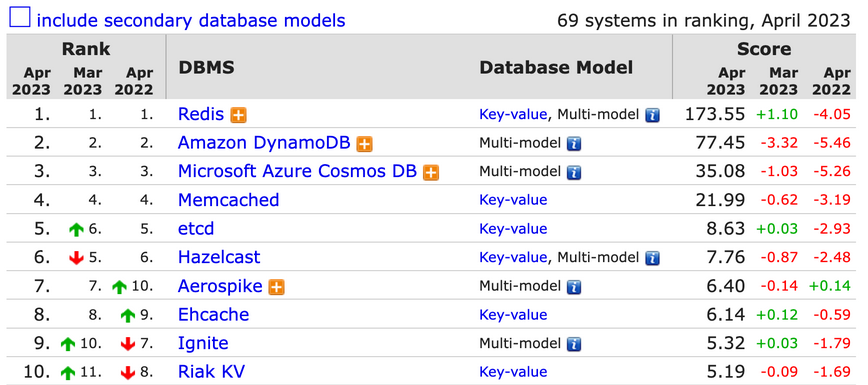 include secondary database models 69 systems in ranking, April 2023
Rank Score
DBMS Database Model
Apr Mar Apr Apr Mar Apr
2023 2023 2022 2023 2023 2022
1. 1. 1. Redis Key-value, Multi-model 173.55 +1.10 -4.05
2. 2. 2. Amazon DynamoDB Multi-model 77.45 -3.32 -5.46
3. 3. 3. Microsoft Azure Cosmos DB Multi-model 35.08 -1.03 -5.26
4. 4. 4. Memcached Key-value 21.99 -0.62 -3.19
5. 6. 5. etcd Key-value 8.63 +0.03 -2.93
6. 5. 6. Hazelcast Key-value, Multi-model 7.76 -0.87 -2.48
7. 7. 10. Aerospike Multi-model 6.40 -0.14 +0.14
8. 8. 9. Ehcache Key-value 6.14 +0.12 -0.59
9. 10. 7. Ignite Multi-model 5.32 +0.03 -1.79
10. 11. 8. Riak KV Key-value 5.19 -0.09 -1.69